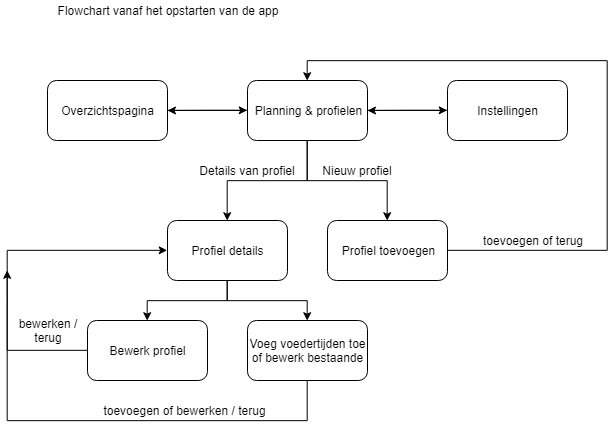 Flowchart vanaf het opstarten van de app
Overzichtspagina
Planning & profielen
Instellingen
Details van profiel
Nieuw profiel
Profiel details
Profiel toevoegen
toevoegen of terug
bewerken /
terug
Bewerk profiel
Voeg voedertijden toe
of bewerk bestaande
toevoegen of bewerken / terug